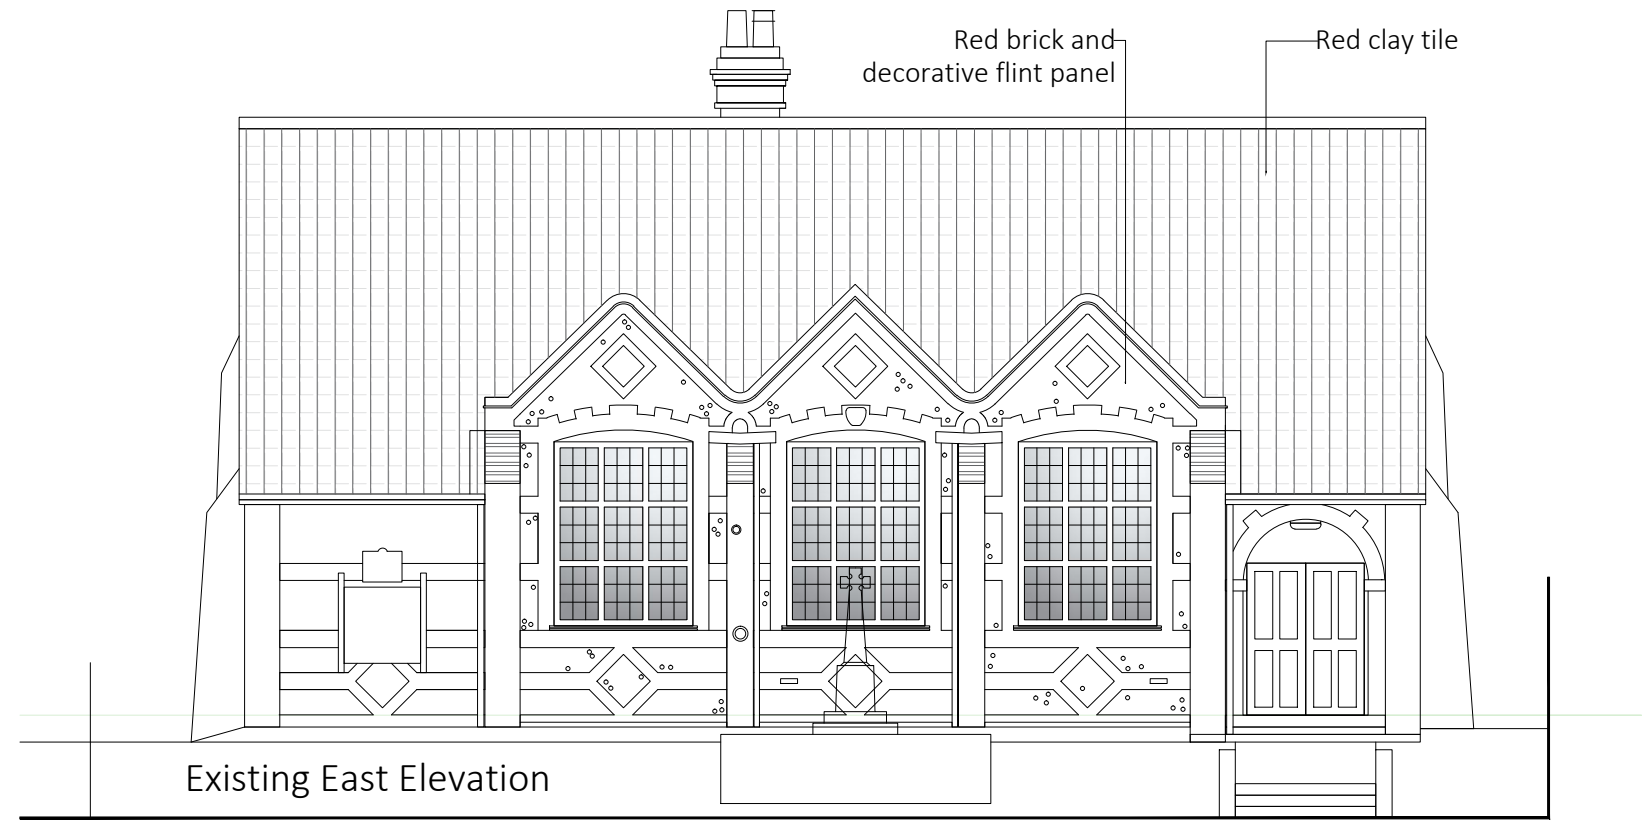 Red brick and
decorative flint panel
Red clay tile
Existing East Elevation